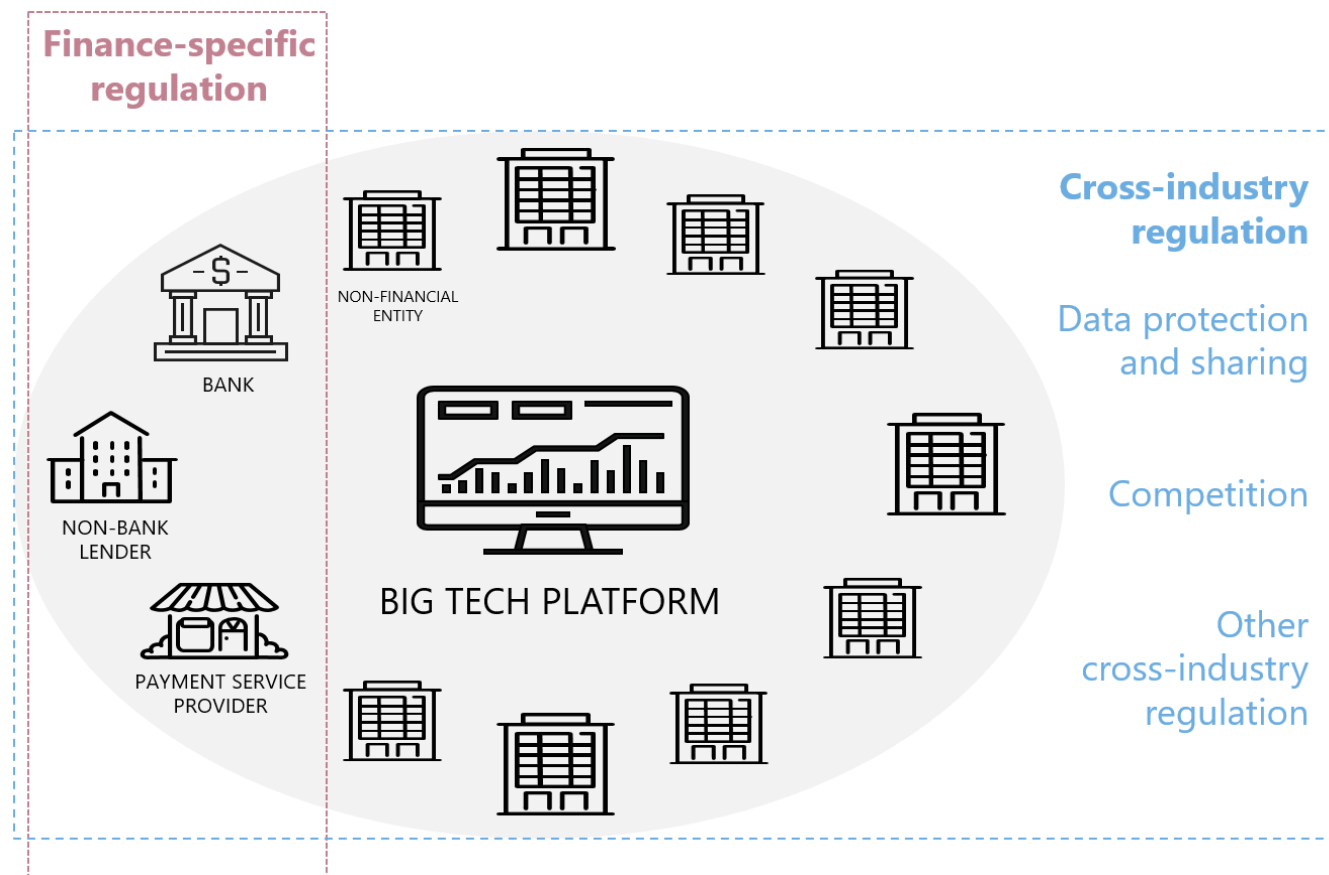 Finance-specific
regulation
Cross-industry
regulation
NON-FINANCIAL
ENTITY
Data protection
and sharing
BANK
Competition
NON-BANK
LENDER
BIG TECH PLATFORM
Other
cross-industry
regulation
PAYMENT SERVICE
PROVIDER